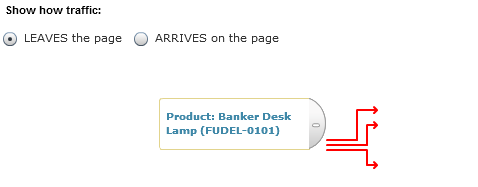 Show how traffic:
LEAVES the page ARRIVES on the page
Product: Banker Desk
Lamp (FUDEL-0101)